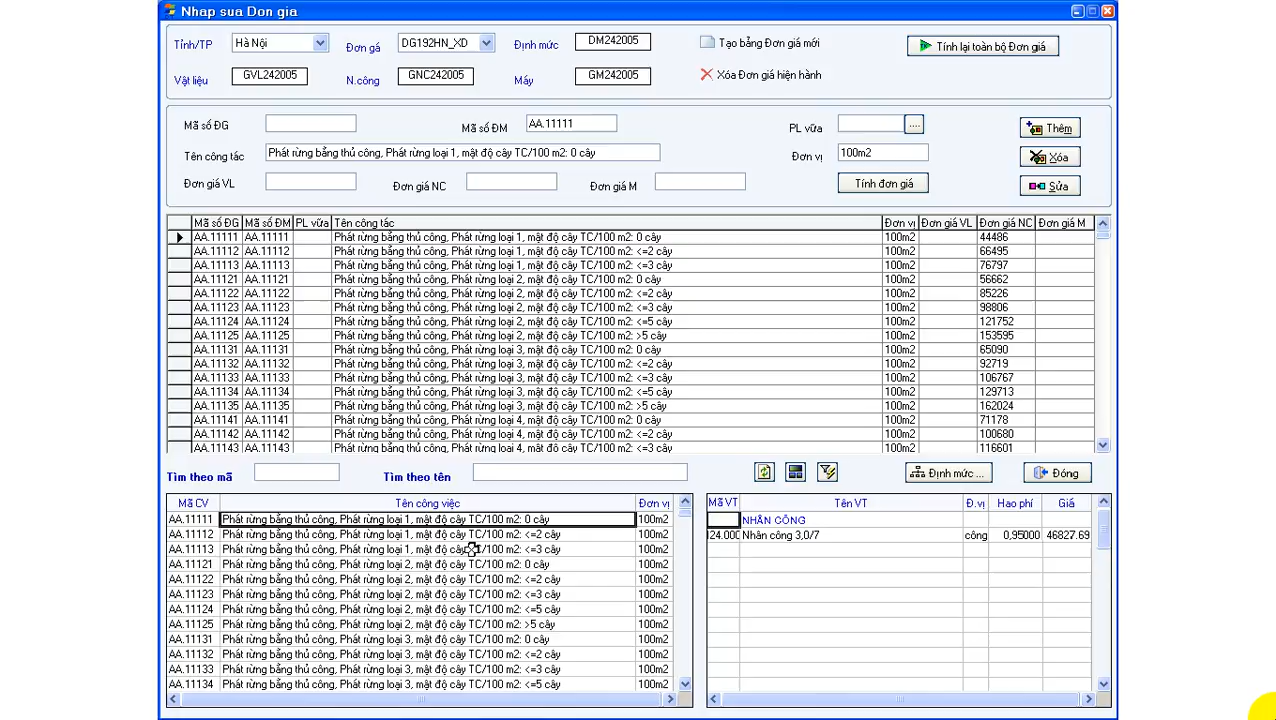 Nhap sua Don gia
Tỉnh/TP Hà Nội Đơn gá DG192HN_XD Định mức DM242005 Tạo bảng Đơn giá mới Tính lại toàn bộ Đơn giá
Vật liệu GVL242005 N.công GNC242005 Máy GM242005 Xóa Đơn giá hiện hành
Mã số ĐG Mã số ĐM AA.11111 PL vữa .... Thêm
Tên công tác Phát rừng bằng thủ công, Phát rừng loại 1, mật độ cây TC/100 m2: 0 cây Đơn vị 100m2 Xóa
Đơn giá VL Đơn giá NC Đơn giá M Tính đơn giá Sửa
Mã số ĐG Mã số ĐM PL vữa Tên công tác Đơn vị Đơn giá VL Đơn giá NC Đơn giá M
AA.11111 AA.11111 Phát rừng bằng thủ công, Phát rừng loại 1, mật độ cây TC/100 m2: 0 cây 100m2 44486
AA.11112 AA.11112 Phát rừng bằng thủ công, Phát rừng loại 1, mật độ cây TC/100 m2: <=2 cây 100m2 66495
AA.11113 AA.11113 Phát rừng bằng thủ công, Phát rừng loại 1, mật độ cây TC/100 m2: <=3 cây 100m2 76797
AA.11121 AA.11121 Phát rừng bằng thủ công, Phát rừng loại 2, mật độ cây TC/100 m2: 0 cây 100m2 56662
AA.11122 AA.11122 Phát rừng bằng thủ công, Phát rừng loại 2, mật độ cây TC/100 m2: <=2 cây 100m2 85226
AA.11123 AA.11123 Phát rừng bằng thủ công, Phát rừng loại 2, mật độ cây TC/100 m2: <=3 cây 100m2 98806
AA.11124 AA.11124 Phát rừng bằng thủ công, Phát rừng loại 2, mật độ cây TC/100 m2: <=5 cây 100m2 121752
AA.11125 AA.11125 Phát rừng bằng thủ công, Phát rừng loại 2, mật độ cây TC/100 m2: >5 cây 100m2 153595
AA.11131 AA.11131 Phát rừng bằng thủ công, Phát rừng loại 3, mật độ cây TC/100 m2: 0 cây 100m2 65090
AA.11132 AA.11132 Phát rừng bằng thủ công, Phát rừng loại 3, mật độ cây TC/100 m2: <=2 cây 100m2 92719
AA.11133 AA.11133 Phát rừng bằng thủ công, Phát rừng loại 3, mật độ cây TC/100 m2: <=3 cây 100m2 106767
AA.11134 AA.11134 Phát rừng bằng thủ công, Phát rừng loại 3, mật độ cây TC/100 m2: <=5 cây 100m2 129713
AA.11135 AA.11135 Phát rừng bằng thủ công, Phát rừng loại 3, mật độ cây TC/100 m2: >5 cây 100m2 162024
AA.11141 AA.11141 Phát rừng bằng thủ công, Phát rừng loại 4, mật độ cây TC/100 m2: 0 cây 100m2 71178
AA.11142 AA.11142 Phát rừng bằng thủ công, Phát rừng loại 4, mật độ cây TC/100 m2: <=2 cây 100m2 100680
AA.11143 AA.11143 Phát rừng bằng thủ công, Phát rừng loại 4, mật độ cây TC/100 m2: <=3 cây 100m2 116601
Tìm theo mã Tìm theo tên Định mức ... Đóng
Mã CV Tên công việc Đơn vị Mã VT Tên VT Đ.vị Hao phí Giá
AA.11111 Phát rừng bằng thủ công, Phát rừng loại 1, mật độ cây TC/100 m2: 0 cây 100m2 NHÂN CÔNG
AA.11112 Phát rừng bằng thủ công, Phát rừng loại 1, mật độ cây TC/100 m2: <=2 cây 100m2 124.000 Nhân công 3,0/7 công 0,95000 46827.69
AA.11113 Phát rừng bằng thủ công, Phát rừng loại 1, mật độ cây TC/100 m2: <=3 cây 100m2
AA.11121 Phát rừng bằng thủ công, Phát rừng loại 2, mật độ cây TC/100 m2: 0 cây 100m2
AA.11122 Phát rừng bằng thủ công, Phát rừng loại 2, mật độ cây TC/100 m2: <=2 cây 100m2
AA.11123 Phát rừng bằng thủ công, Phát rừng loại 2, mật độ cây TC/100 m2: <=3 cây 100m2
AA.11124 Phát rừng bằng thủ công, Phát rừng loại 2, mật độ cây TC/100 m2: <=5 cây 100m2
AA.11125 Phát rừng bằng thủ công, Phát rừng loại 2, mật độ cây TC/100 m2: >5 cây 100m2
AA.11131 Phát rừng bằng thủ công, Phát rừng loại 3, mật độ cây TC/100 m2: 0 cây 100m2
AA.11132 Phát rừng bằng thủ công, Phát rừng loại 3, mật độ cây TC/100 m2: <=2 cây 100m2
AA.11133 Phát rừng bằng thủ công, Phát rừng loại 3, mật độ cây TC/100 m2: <=3 cây 100m2
AA.11134 Phát rừng bằng thủ công, Phát rừng loại 3, mật độ cây TC/100 m2: <=5 cây 100m2